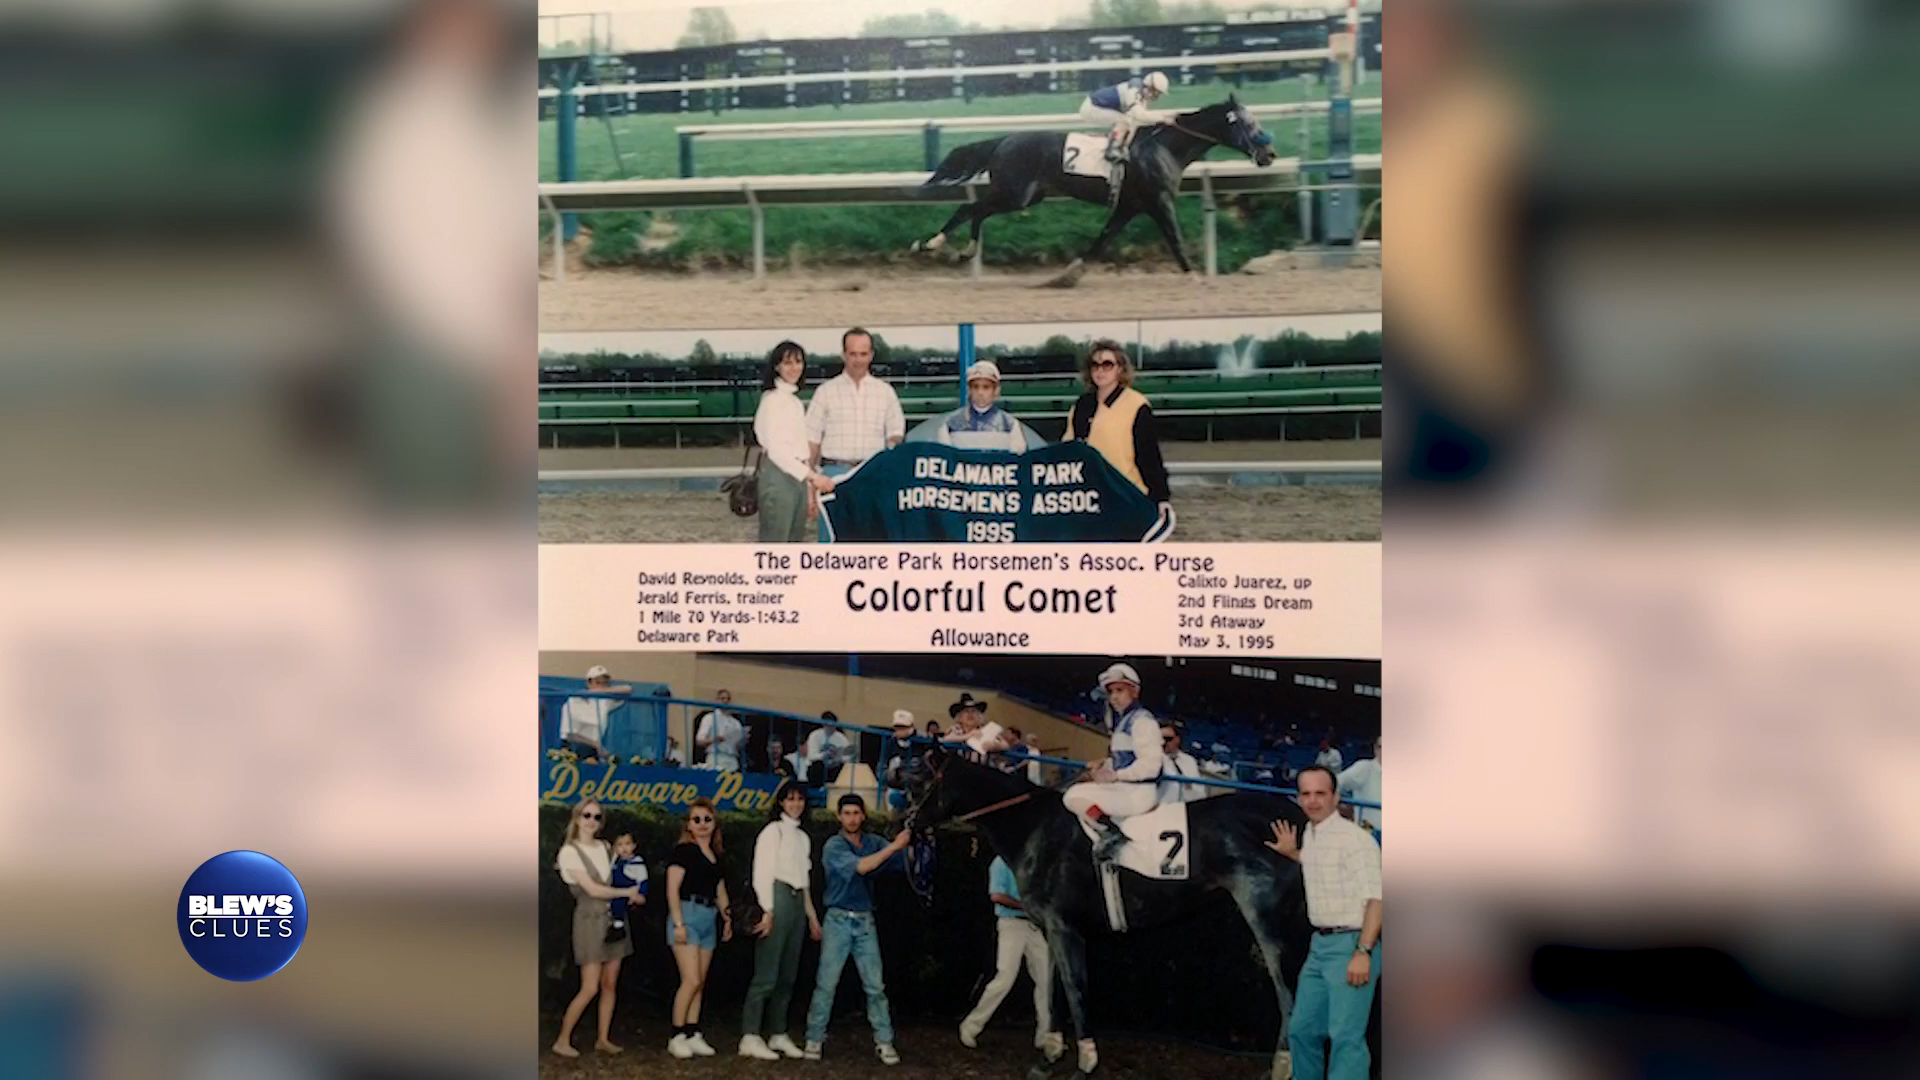 2
DELAWARE PARK
HORSEMEN'S ASSOC.
1995
The Delaware Park Horsemen's Assoc. Purse
David Reynolds, owner
Jerald Ferris, trainer
1 Mile 70 Yards-1:43.2
Delaware Park
Colorful Comet
Allowance
Calixto Juarez, up
2nd Flings Dream
3rd Ataway
May 3, 1995
Delaware Park
2
BLEW'S
CLUES